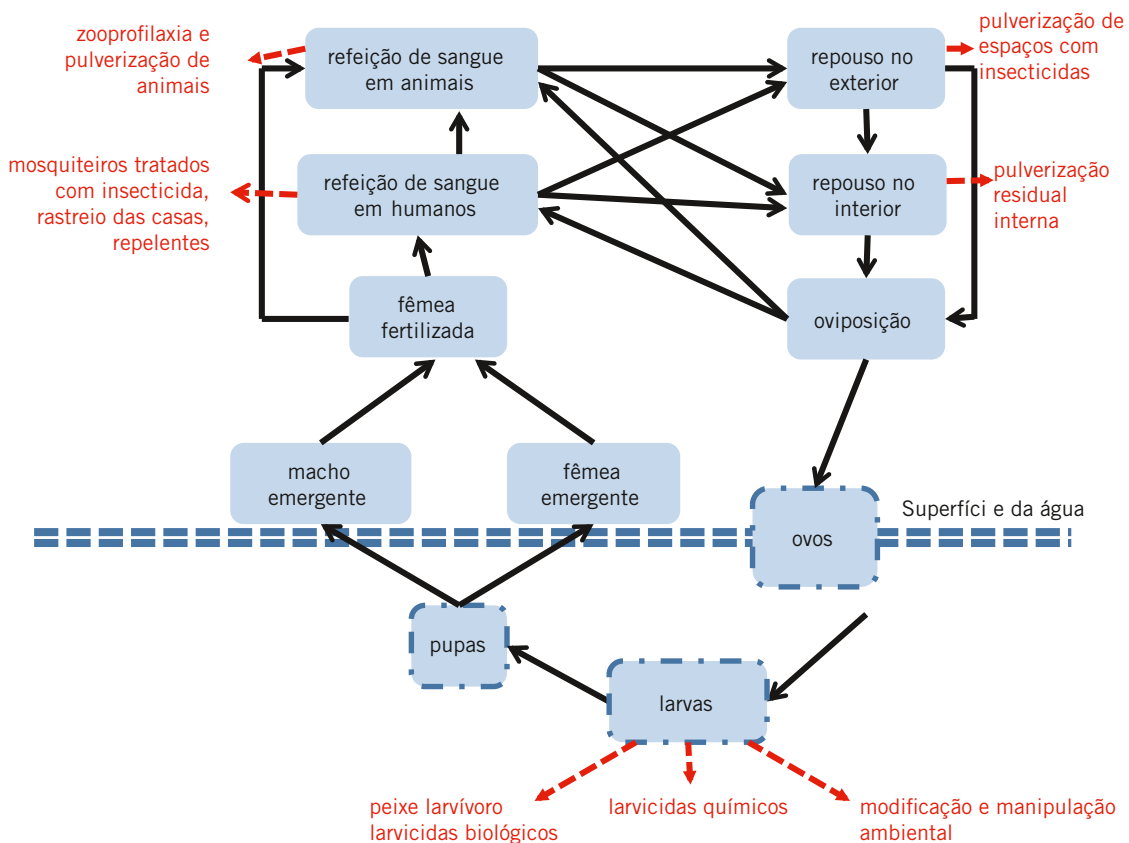 zooprofilaxia e
pulverização de
animais
refeição de sangue
em animais
repouso no
exterior
pulverização de
espaços com
insecticidas
mosquiteiros tratados
com insecticida,
rastreio das casas,
repelentes
refeição de sangue
em humanos
repouso no
interior
pulverização
residual
interna
fêmea
fertilizada
oviposição
macho
emergente
fêmea
emergente
Superfíci e da água
ovos
pupas
larvas
peixe larvívoro
larvicidas biológicos
larvicidas químicos
modificação e manipulação
ambiental